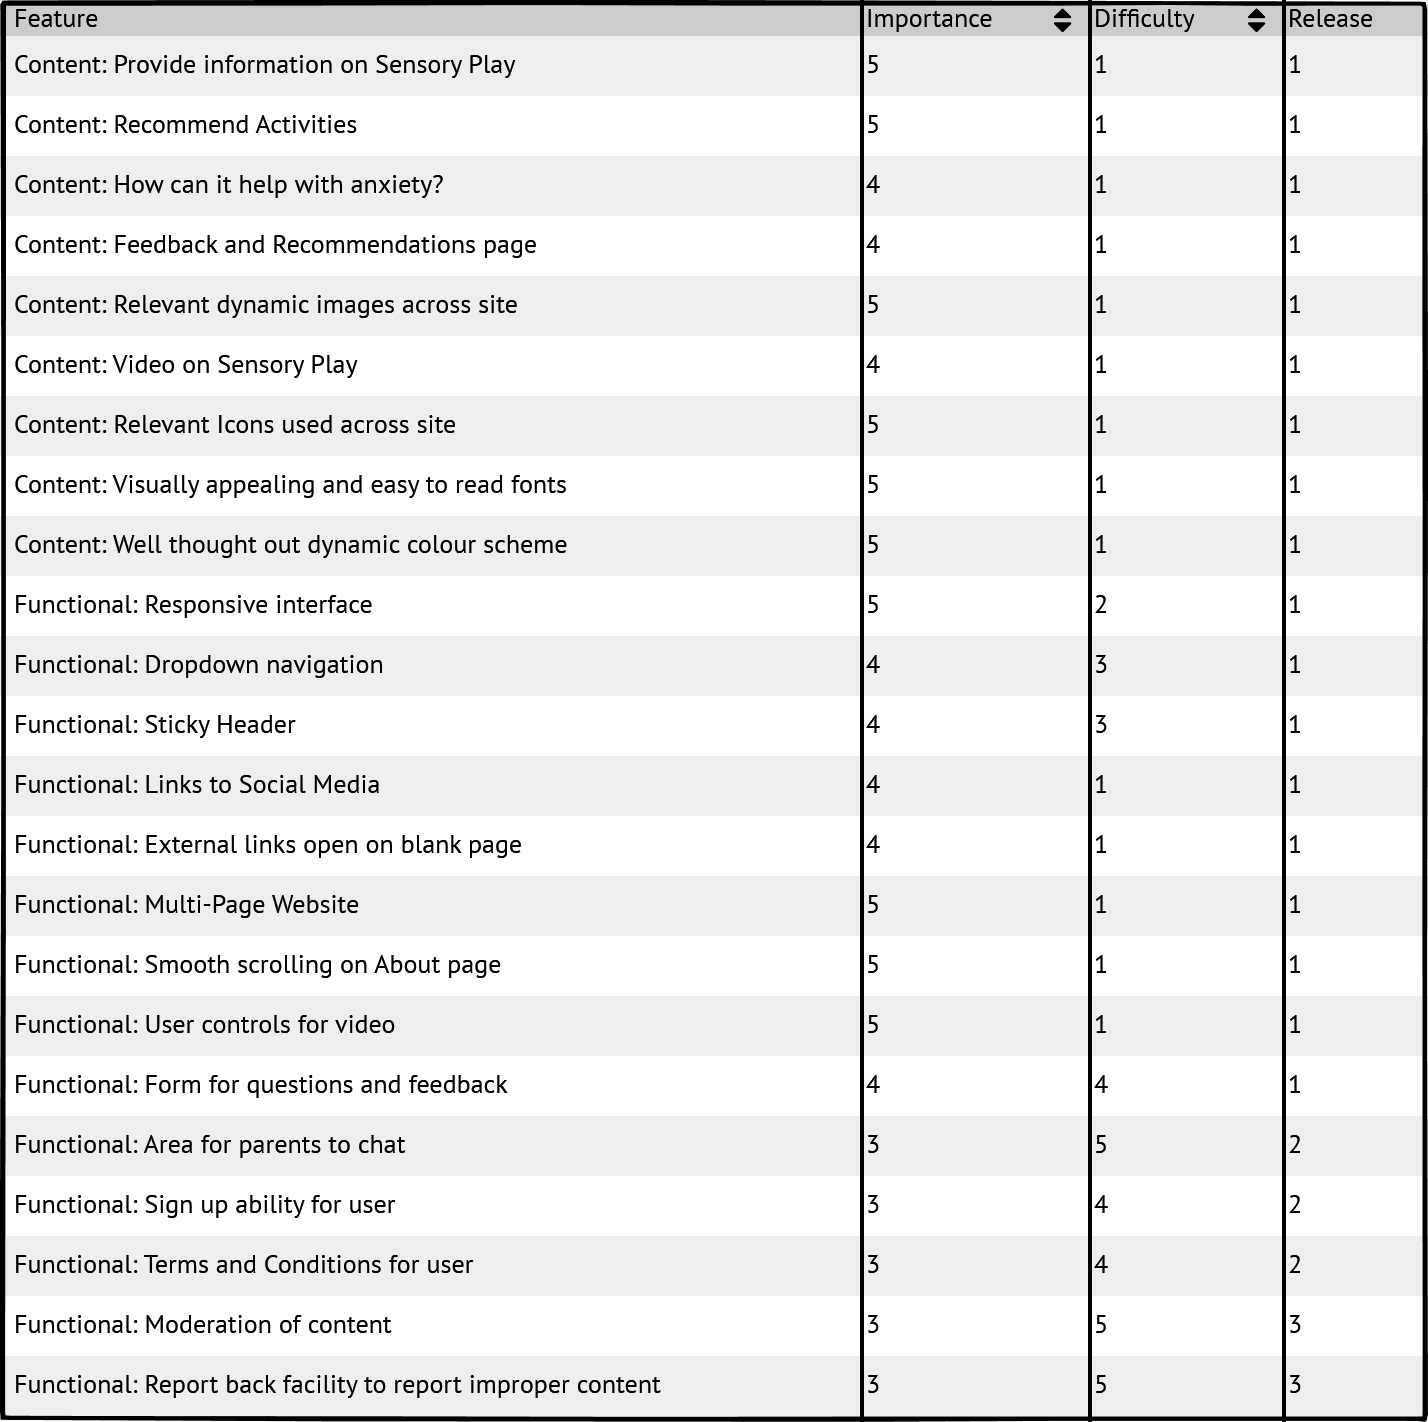 Feature Importance Difficulty Release
Content: Provide information on Sensory Play 5 1 1
Content: Recommend Activities 5 1 1
Content: How can it help with anxiety? 4 1 1
Content: Feedback and Recommendations page 4 1 1
Content: Relevant dynamic images across site 5 1 1
Content: Video on Sensory Play 4 1 1
Content: Relevant Icons used across site 5 1 1
Content: Visually appealing and easy to read fonts 5 1 1
Content: Well thought out dynamic colour scheme 5 1 1
Functional: Responsive interface 5 2 1
Functional: Dropdown navigation 4 3 1
Functional: Sticky Header 4 3 1
Functional: Links to Social Media 4 1 1
Functional: External links open on blank page 4 1 1
Functional: Multi-Page Website 5 1 1
Functional: Smooth scrolling on About page 5 1 1
Functional: User controls for video 5 1 1
Functional: Form for questions and feedback 4 4 1
Functional: Area for parents to chat 3 5 2
Functional: Sign up ability for user 3 4 2
Functional: Terms and Conditions for user 3 4 2
Functional: Moderation of content 3 5 3
Functional: Report back facility to report improper content 3 5 3